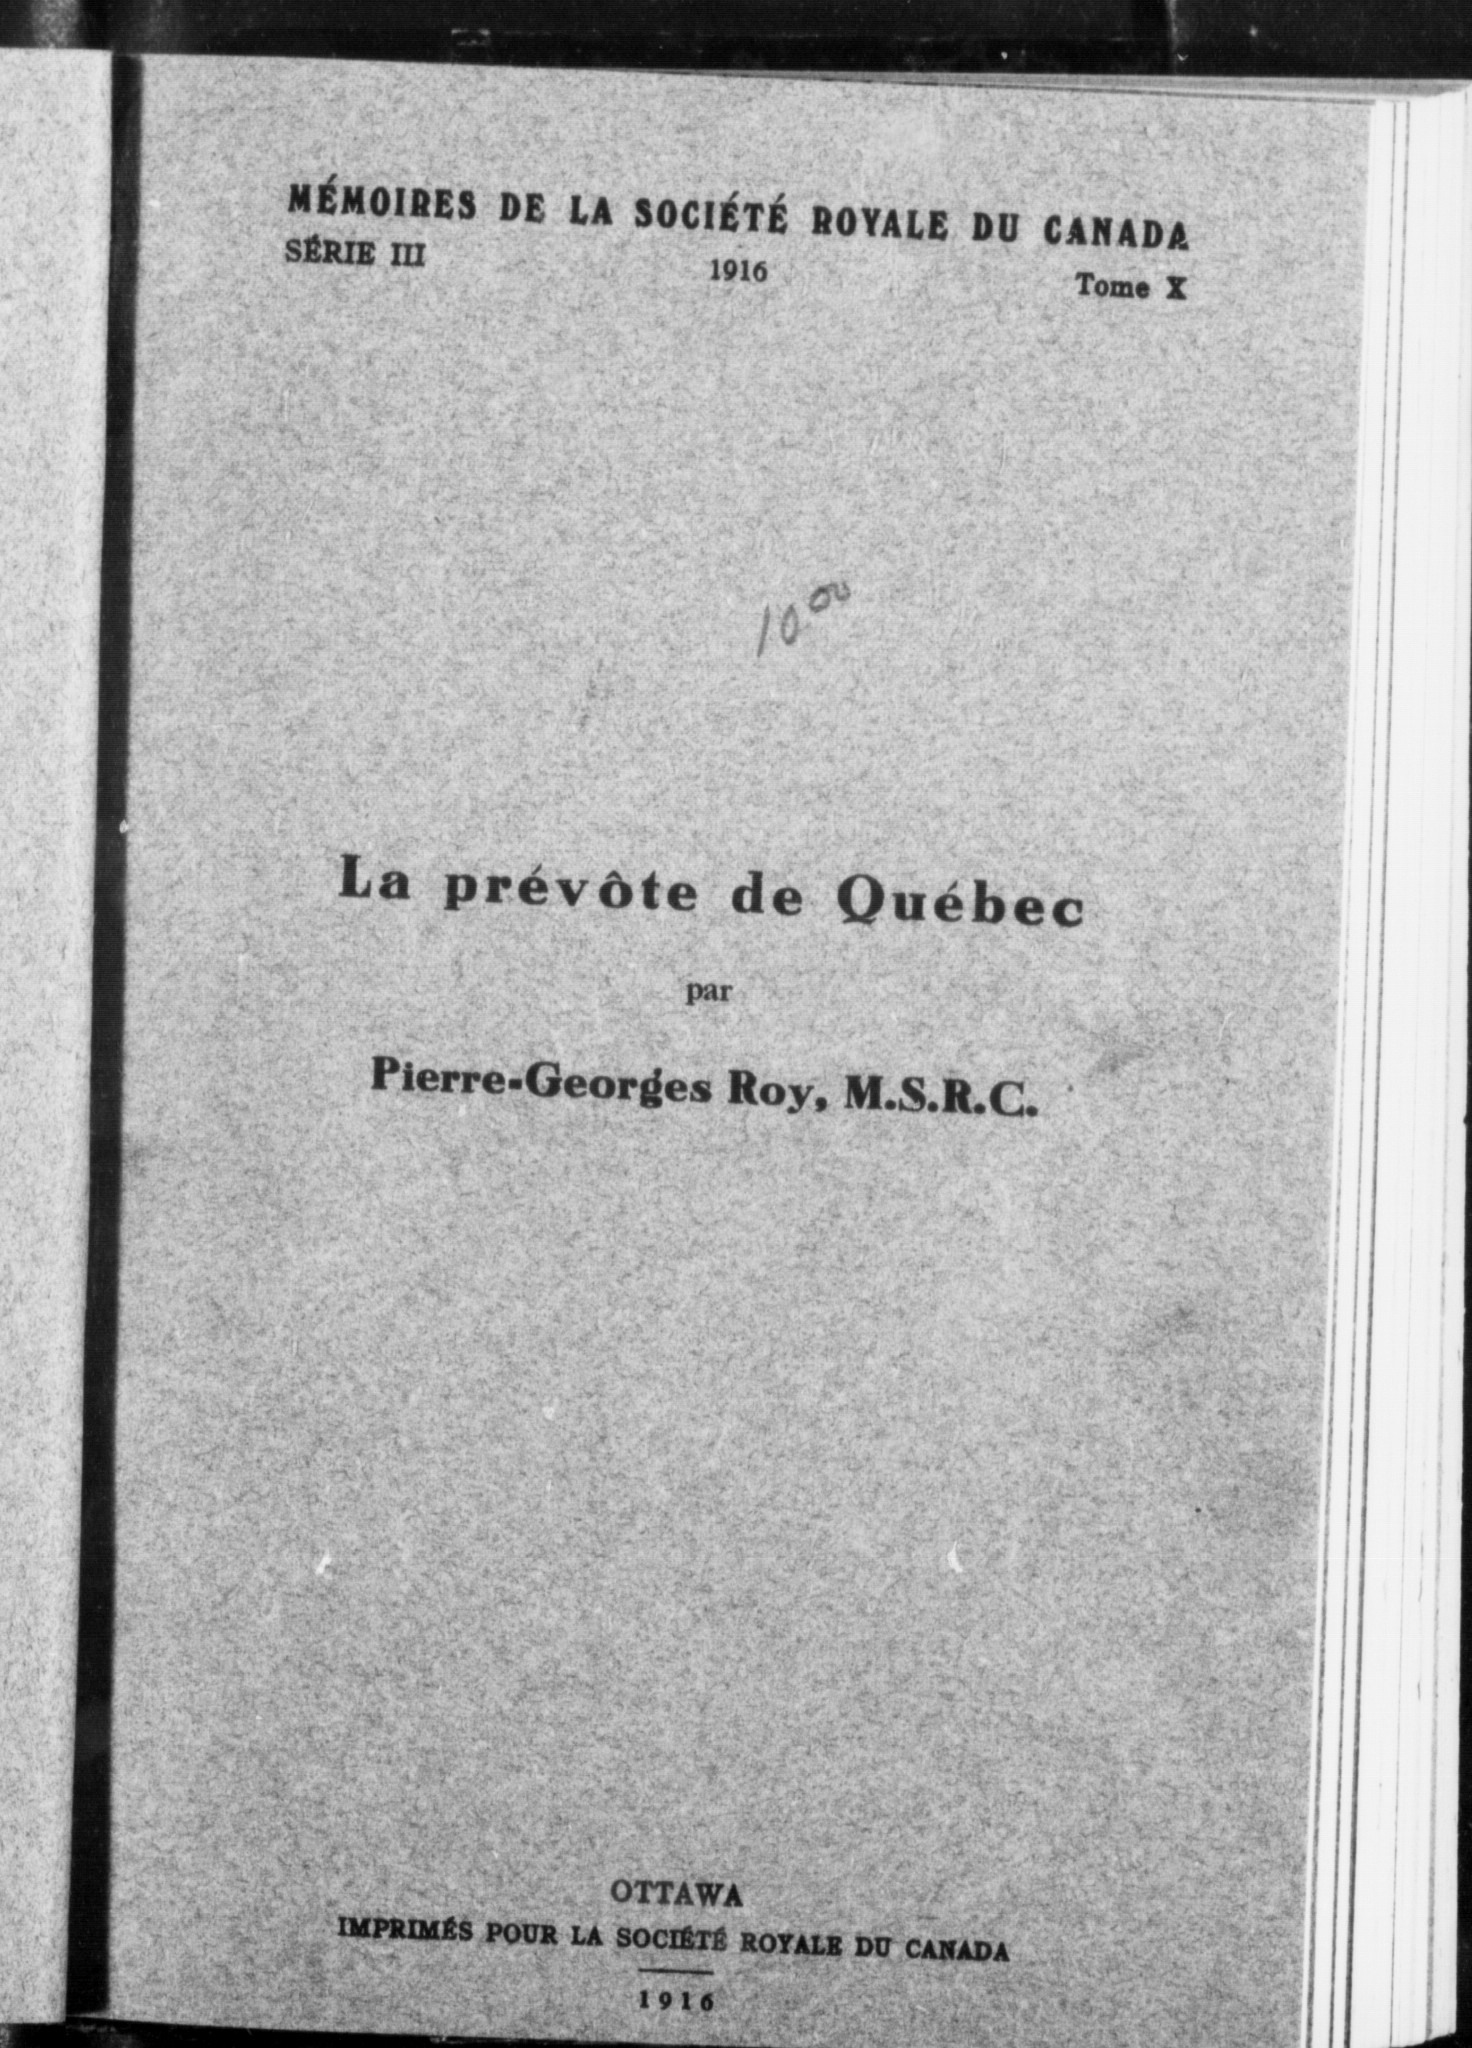 MÉMOIRES DE LA SOCIÉTÉ ROYALE DU CANADA
SÉRIE III 1916 Tome X
10.00
La prévôte de Québec
par
Pierre-Georges Roy, M.S.R.C.
OTTAWA
IMPRIMÉS POUR LA SOCIÉTÉ ROYALE DU CANADA
1916